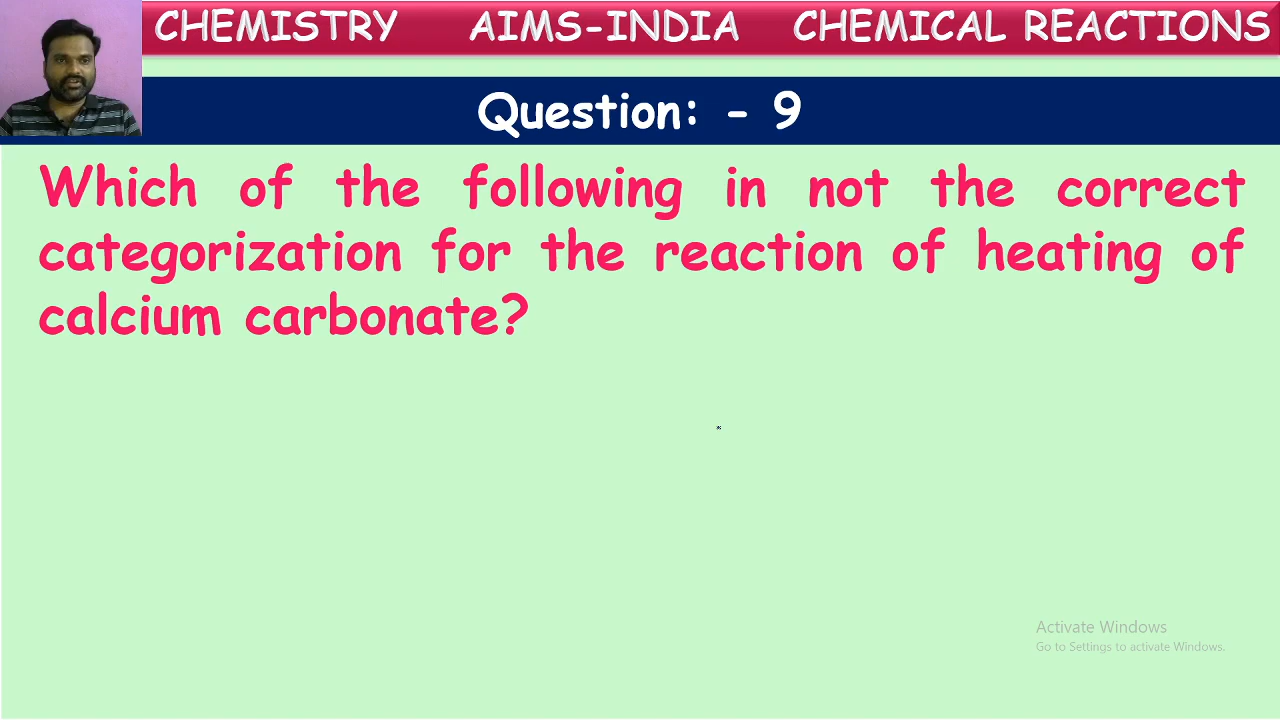 CHEMISTRY AIMS-INDIA CHEMICAL REACTIONS
Question: - 9
Which of the following in not the correct
categorization for the reaction of heating of
calcium carbonate?
Activate Windows
Go to Settings to activate Windows.